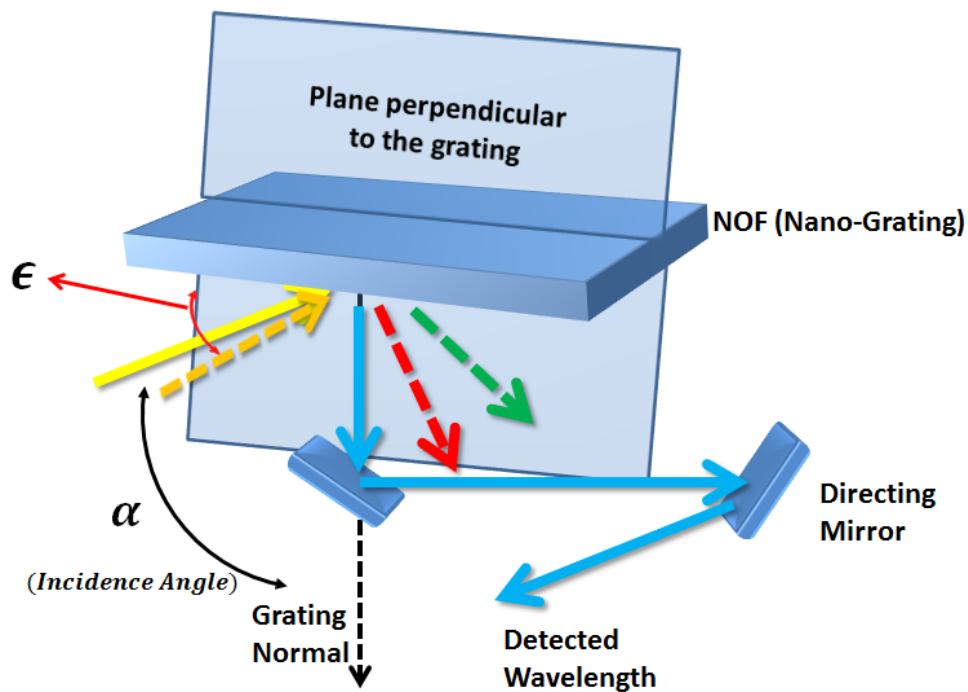 Plane perpendicular
to the grating
NOF (Nano-Grating)
ϵ
α
(Incidence Angle)
Directing
Mirror
Grating
Normal
Detected
Wavelength